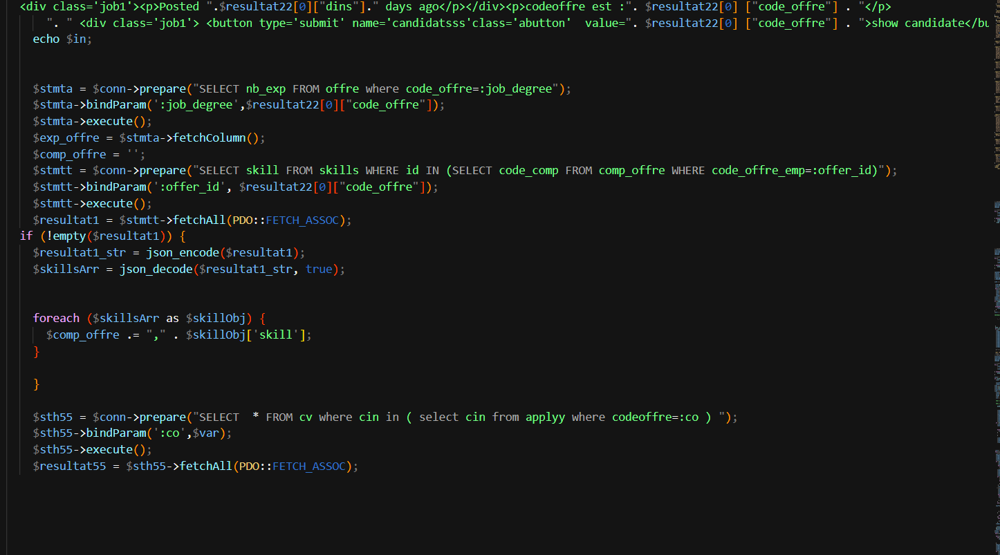 <div class='job1'><p>Posted ".$resultat22[0]["dins"]." days ago</p></div><p>codeoffre est :". $resultat22[0] ["code_offre"] . "</p>
". " <div class='job1'> <button type='submit' name='candidatsss'class='abutton'  value=". $resultat22[0] ["code_offre"] . ">show candidate</bu
echo $in;
$stmta = $conn->prepare("SELECT nb_exp FROM offre where code_offre=:job_degree");
$stmta->bindParam(':job_degree',$resultat22[0]["code_offre"]);
$stmta->execute();
$exp_offre = $stmta->fetchColumn();
$comp_offre = '';
$stmtt = $conn->prepare("SELECT skill FROM skills WHERE id IN (SELECT code_comp FROM comp_offre WHERE code_offre_emp=:offer_id)");
$stmtt->bindParam(':offer_id', $resultat22[0]["code_offre"]);
$stmtt->execute();
$resultat1 = $stmtt->fetchAll(PDO::FETCH_ASSOC);
if (!empty($resultat1)) {
$resultat1_str = json_encode($resultat1);
$skillsArr = json_decode($resultat1_str, true);
foreach ($skillsArr as $skillObj) {
$comp_offre .= "," . $skillObj['skill'];
}
}
$sth55 = $conn->prepare("SELECT  * FROM cv where cin in ( select cin from applyy where codeoffre=:co ) ");
$sth55->bindParam(':co',$var);
$sth55->execute();
$resultat55 = $sth55->fetchAll(PDO::FETCH_ASSOC);